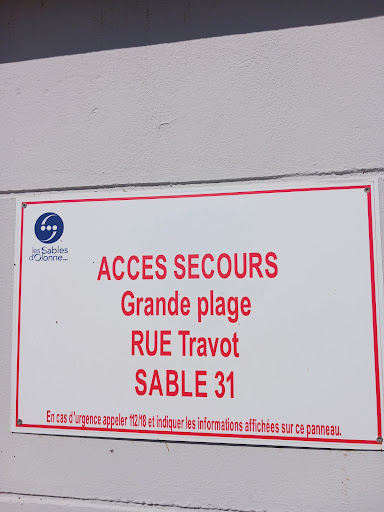 les Sables
d'Olonne...
ACCES SECOURS
Grande plage
RUE Travot
SABLE 31
En cas d'urgence appeler 112/18 et indiquer les informations affichées sur ce panneau.